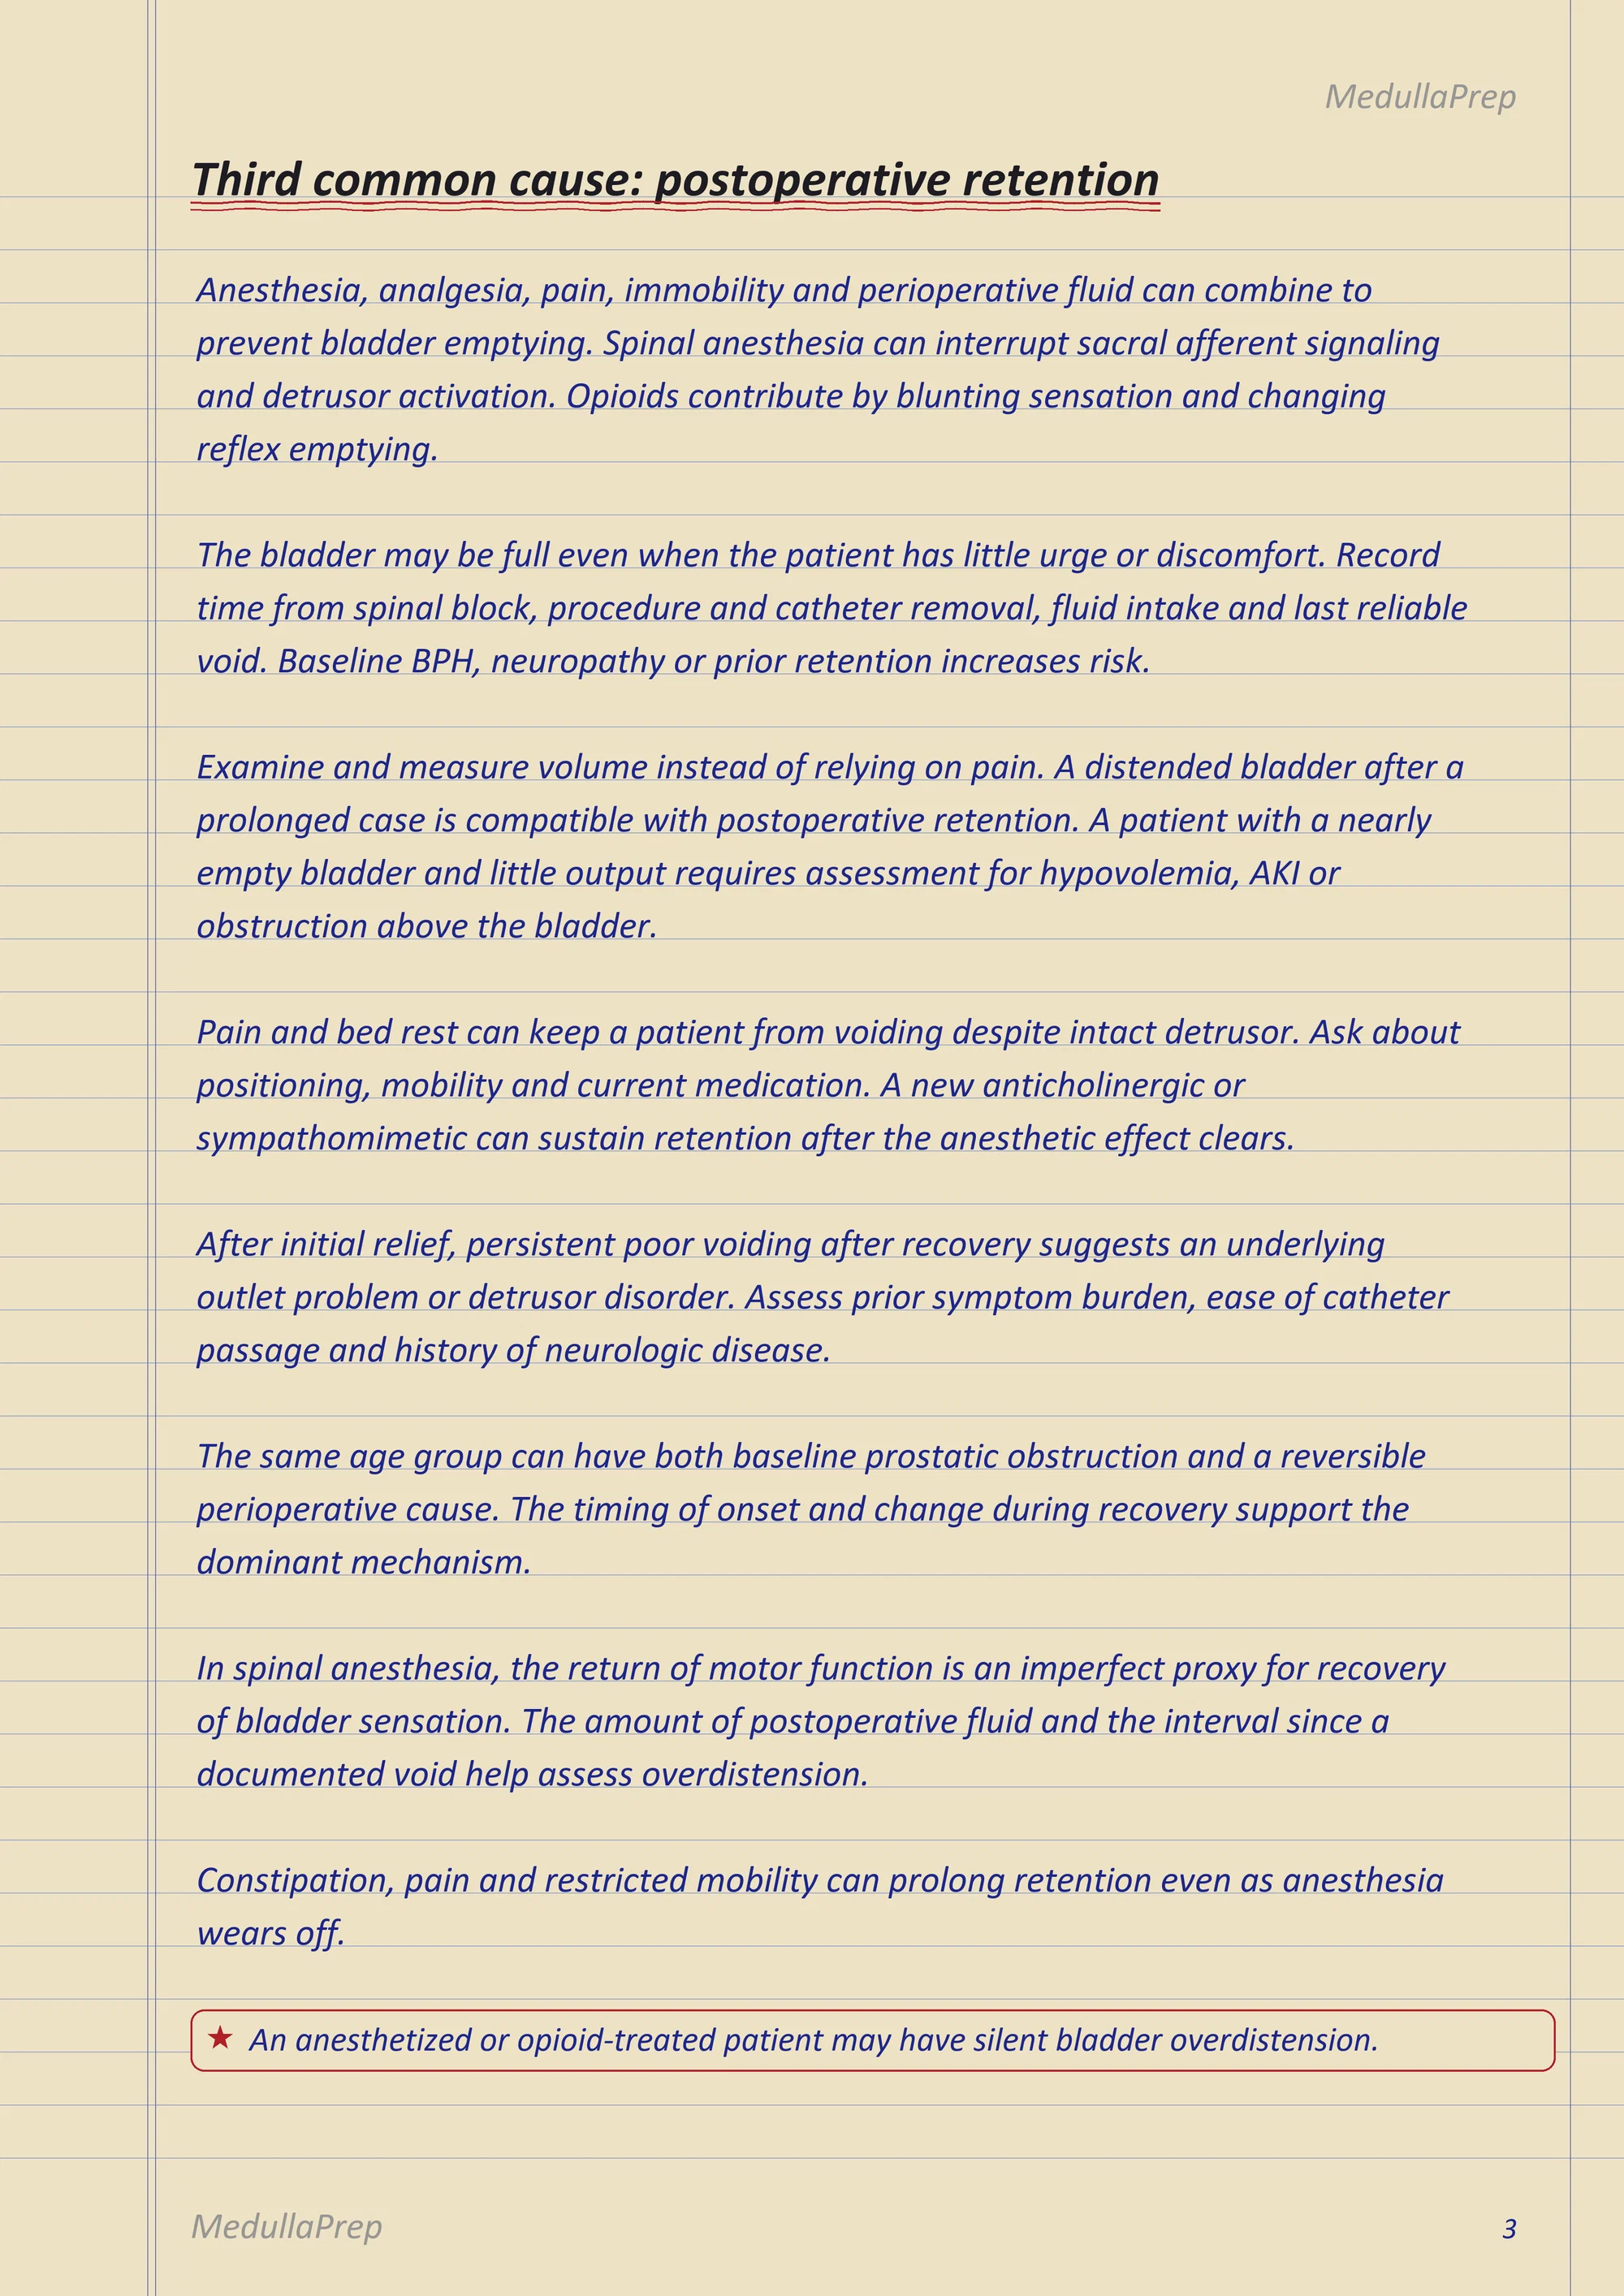 MedullaPrep
Third common cause: postoperative retention
Anesthesia, analgesia, pain, immobility and perioperative fluid can combine to
prevent bladder emptying. Spinal anesthesia can interrupt sacral afferent signaling
and detrusor activation. Opioids contribute by blunting sensation and changing
reflex emptying.
The bladder may be full even when the patient has little urge or discomfort. Record
time from spinal block, procedure and catheter removal, fluid intake and last reliable
void. Baseline BPH, neuropathy or prior retention increases risk.
Examine and measure volume instead of relying on pain. A distended bladder after a
prolonged case is compatible with postoperative retention. A patient with a nearly
empty bladder and little output requires assessment for hypovolemia, AKI or
obstruction above the bladder.
Pain and bed rest can keep a patient from voiding despite intact detrusor. Ask about
positioning, mobility and current medication. A new anticholinergic or
sympathomimetic can sustain retention after the anesthetic effect clears.
After initial relief, persistent poor voiding after recovery suggests an underlying
outlet problem or detrusor disorder. Assess prior symptom burden, ease of catheter
passage and history of neurologic disease.
The same age group can have both baseline prostatic obstruction and a reversible
perioperative cause. The timing of onset and change during recovery support the
dominant mechanism.
In spinal anesthesia, the return of motor function is an imperfect proxy for recovery
of bladder sensation. The amount of postoperative fluid and the interval since a
documented void help assess overdistension.
Constipation, pain and restricted mobility can prolong retention even as anesthesia
wears off.
★ An anesthetized or opioid-treated patient may have silent bladder overdistension.
MedullaPrep
3